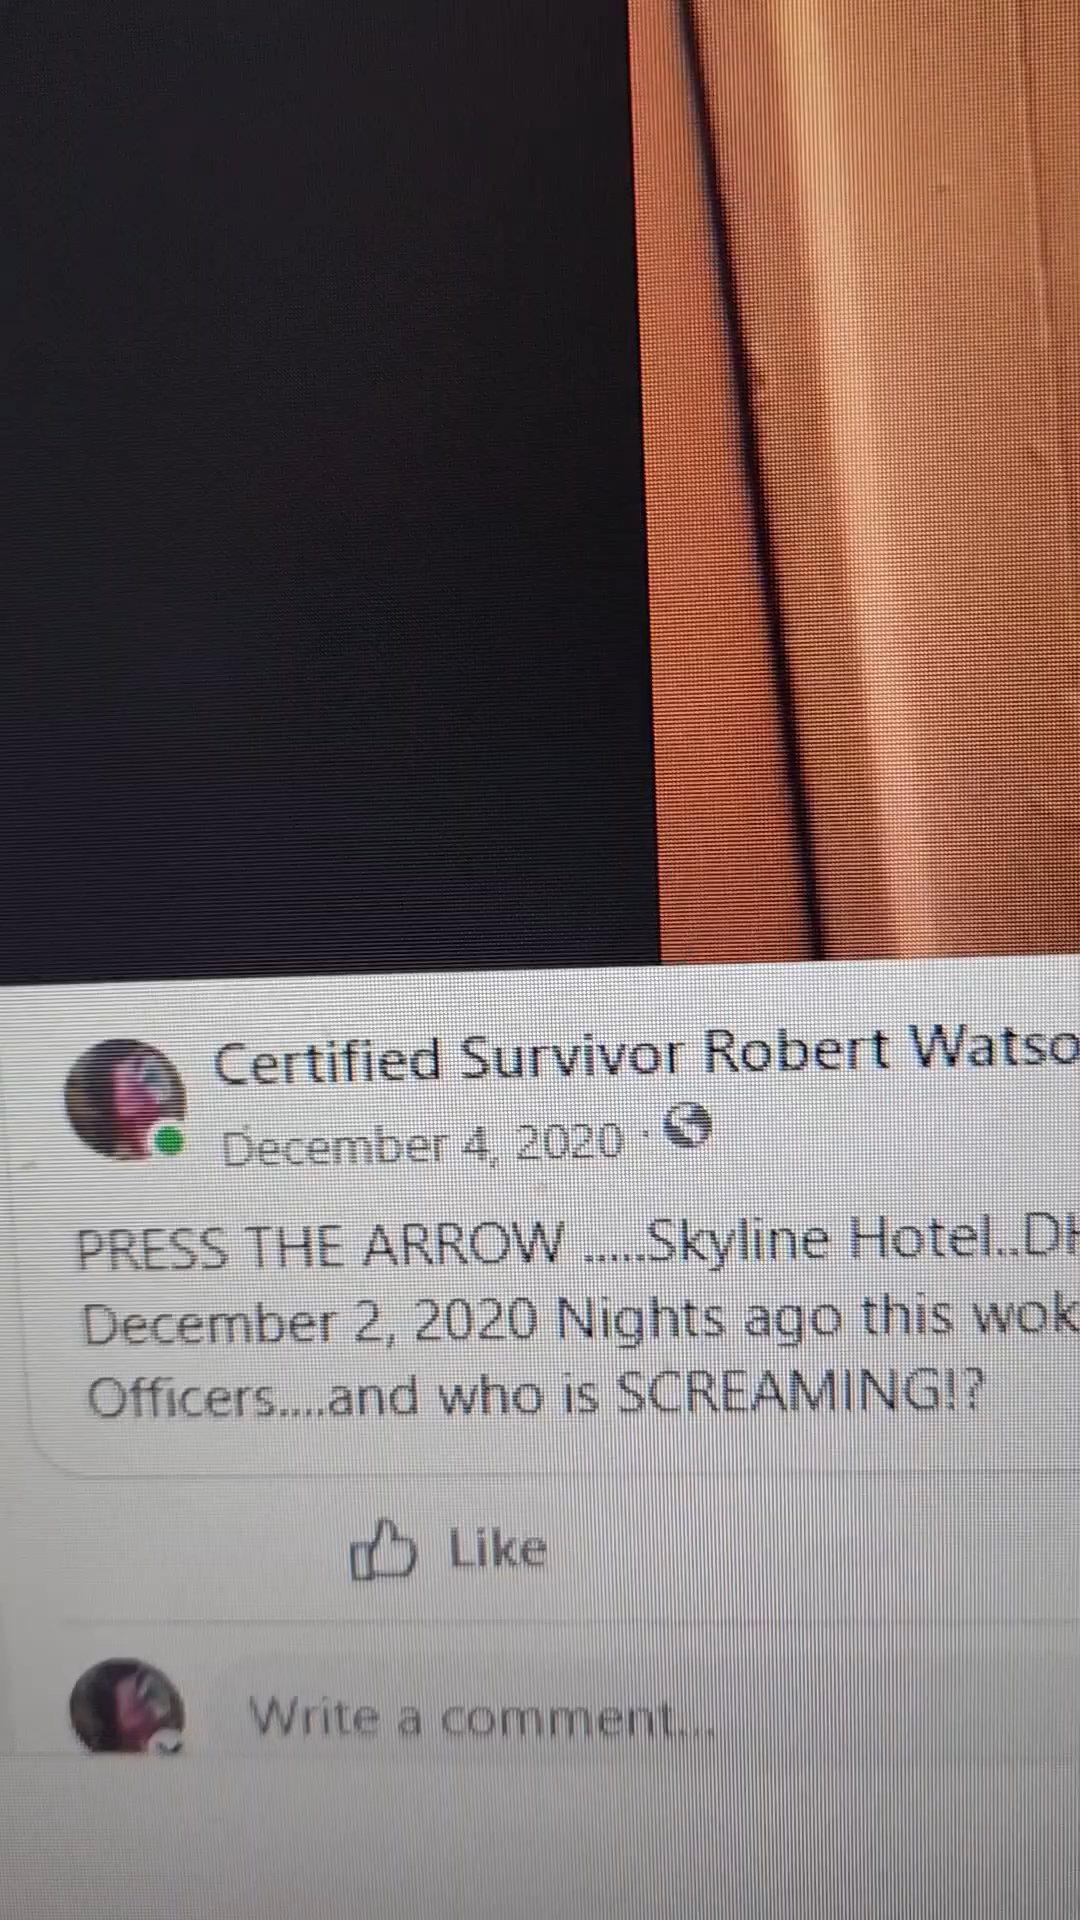 Certified Survivor Robert Watso
December 4, 2020 ·
PRESS THE ARROW .....Skyline Hotel..DH
December 2, 2020 Nights ago this wok
Officers....and who is SCREAMING!?
Like
Write a comment...